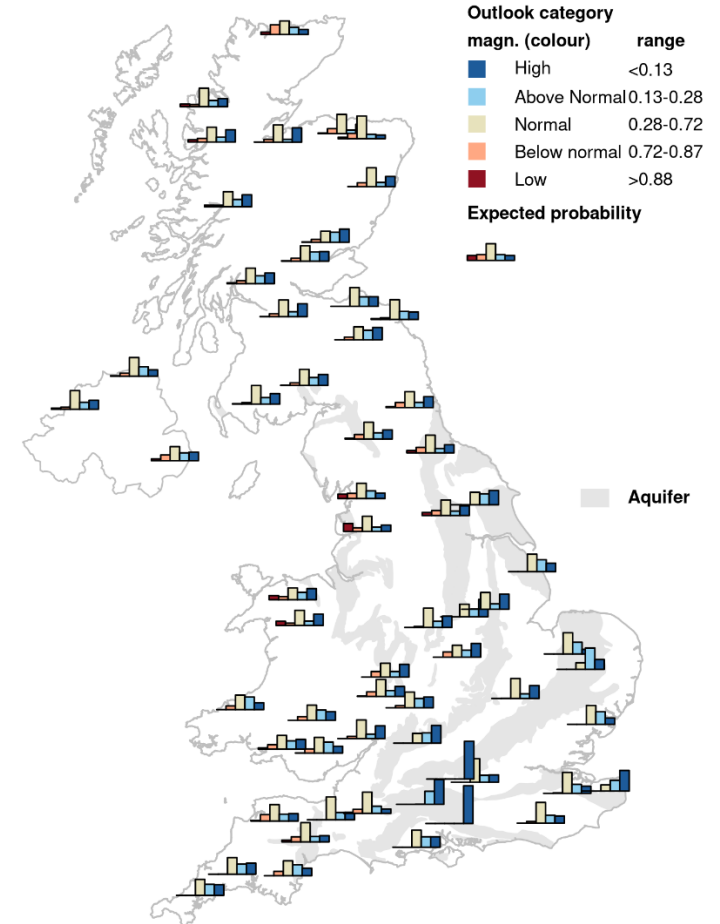 Outlook category
magn. (colour) range
High <0.13
Above Normal 0.13-0.28
Normal 0.28-0.72
Below normal 0.72-0.87
Low >0.88
Expected probability
Aquifer